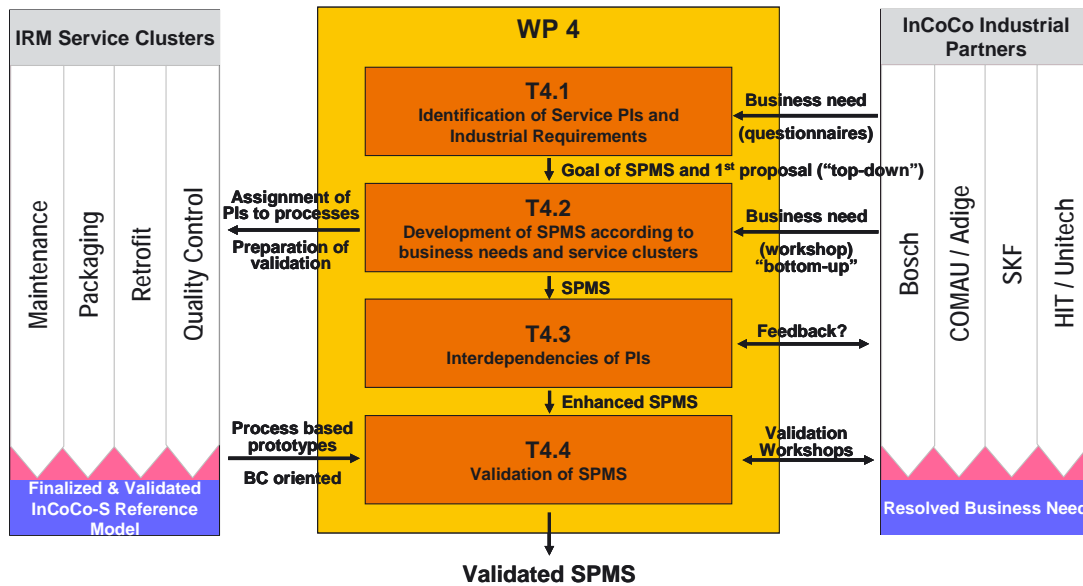 IRM Service Clusters
Maintenance
Packaging
Retrofit
Quality Control
Finalized & Validated
InCoCo-S Reference
Model
Assignment of
PIs to processes
Preparation of
validation
Process based
prototypes
BC oriented
WP 4
T4.1
Identification of Service PIs and
Industrial Requirements
Goal of SPMS and 1st proposal (“top-down”)
T4.2
Development of SPMS according to
business needs and service clusters
SPMS
T4.3
Interdependencies of PIs
Enhanced SPMS
T4.4
Validation of SPMS
Validated SPMS
Business need
(questionnaires)
Business need
(workshop)
“bottom-up”
Feedback?
Validation
Workshops
InCoCo Industrial
Partners
Bosch
COMAU / Adige
SKF
HIT / Unitech
Resolved Business Need